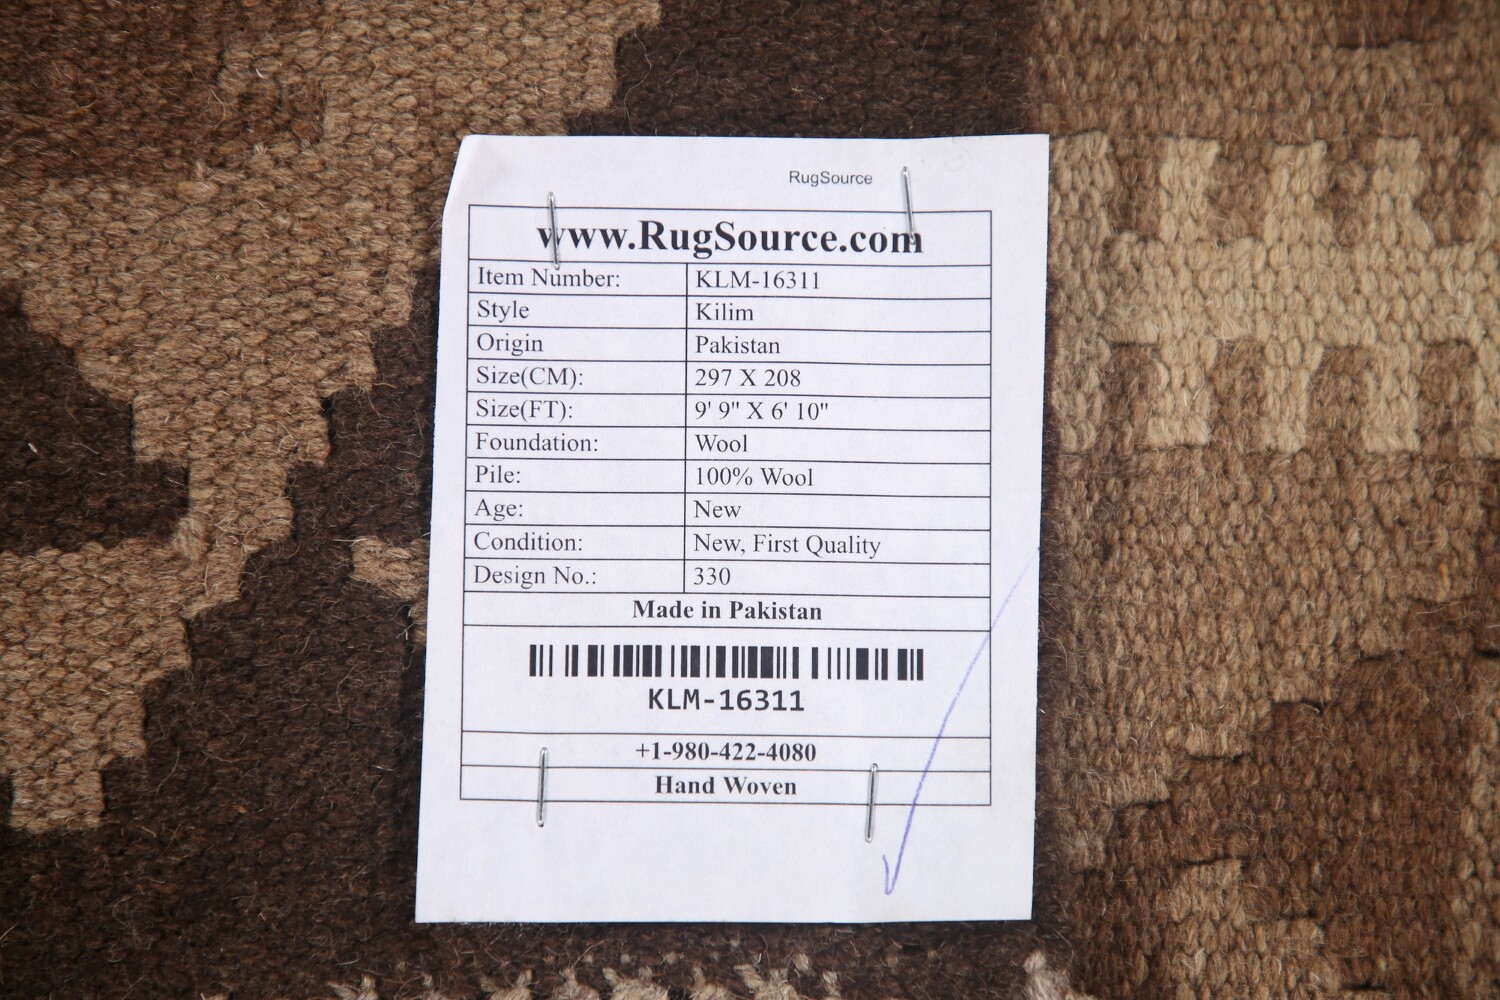 RugSource
www.RugSource.com
Item Number: KLM-16311
Style Kilim
Origin Pakistan
Size(CM): 297 X 208
Size(FT): 9' 9" X 6' 10"
Foundation: Wool
Pile: 100% Wool
Age: New
Condition: New, First Quality
Design No.: 330
Made in Pakistan
KLM-16311
+1-980-422-4080
Hand Woven